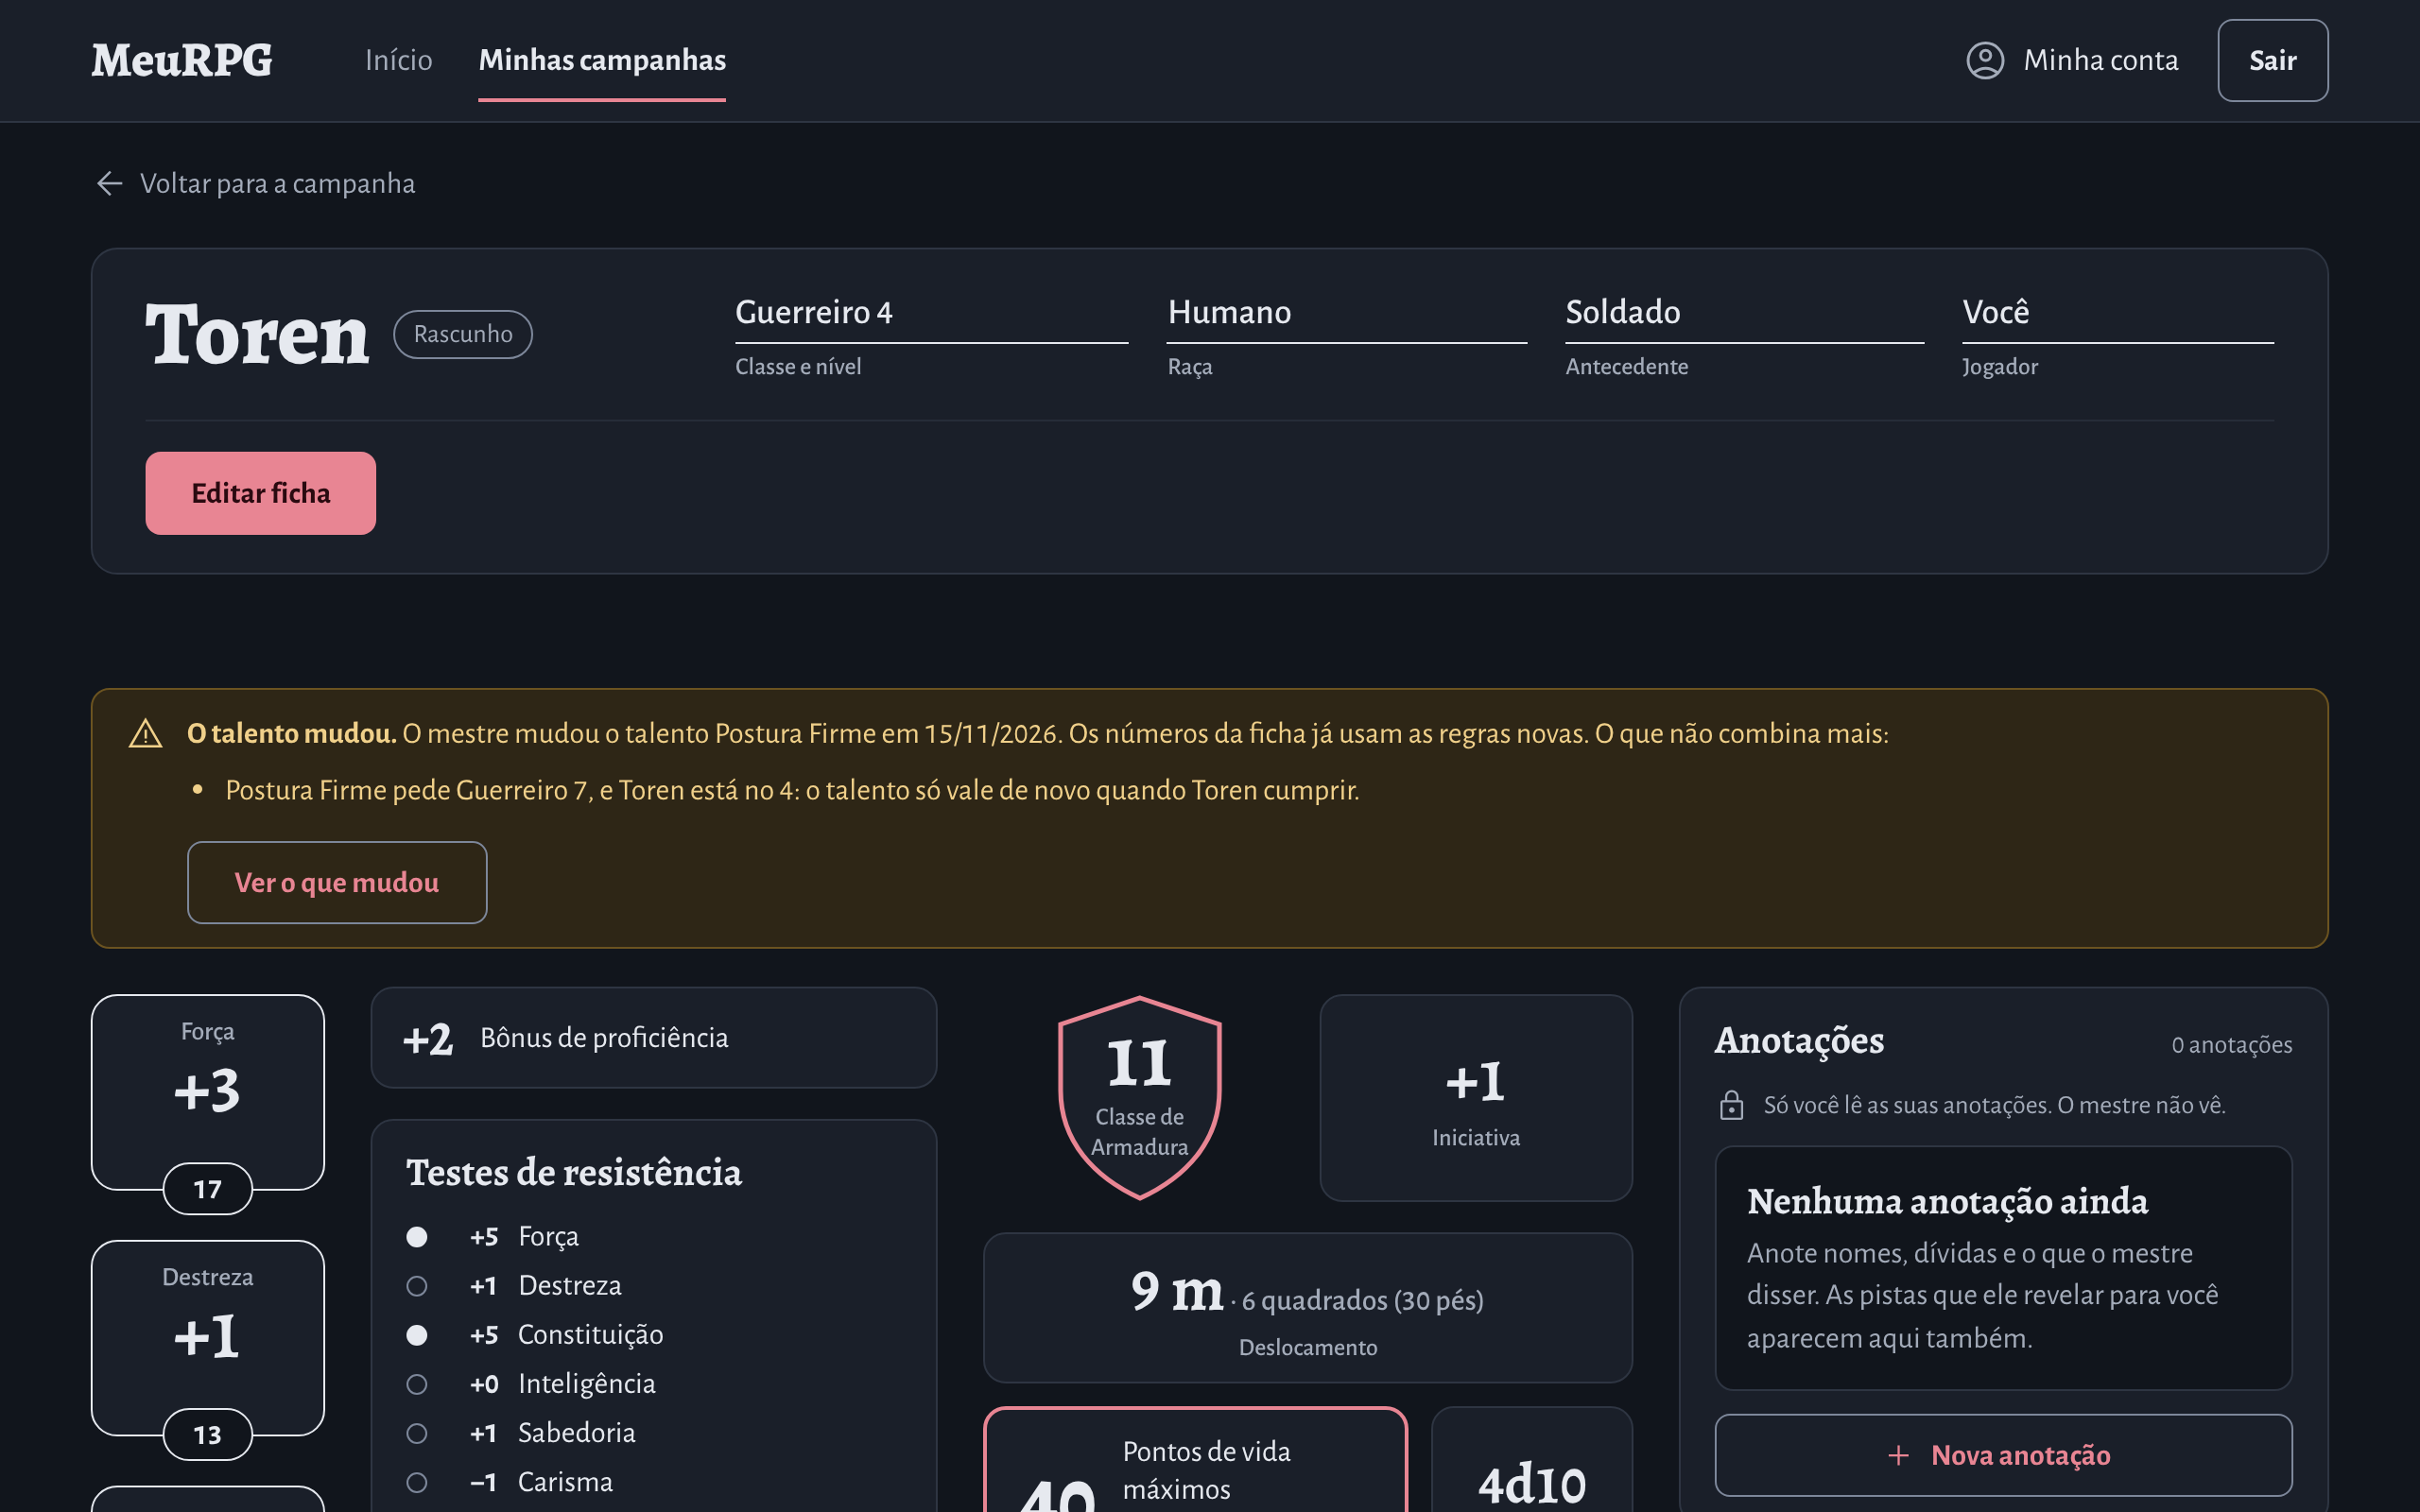 MeuRPG
Início
Minhas campanhas
Minha conta
Sair
Voltar para a campanha
Toren
Rascunho
Guerreiro 4
Classe e nível
Humano
Raça
Soldado
Antecedente
Você
Jogador
Editar ficha
O talento mudou. O mestre mudou o talento Postura Firme em 15/11/2026. Os números da ficha já usam as regras novas. O que não combina mais:
• Postura Firme pede Guerreiro 7, e Toren está no 4: o talento só vale de novo quando Toren cumprir.
Ver o que mudou
Força
+3
17
Destreza
+1
13
+2 Bônus de proficiência
Testes de resistência
+5 Força
+1 Destreza
+5 Constituição
+0 Inteligência
+1 Sabedoria
−1 Carisma
11
Classe de
Armadura
+1
Iniciativa
9 m · 6 quadrados (30 pés)
Deslocamento
40
Pontos de vida
máximos
4d10
Anotações
0 anotações
Só você lê as suas anotações. O mestre não vê.
Nenhuma anotação ainda
Anote nomes, dívidas e o que o mestre
disser. As pistas que ele revelar para você
aparecem aqui também.
+ Nova anotação